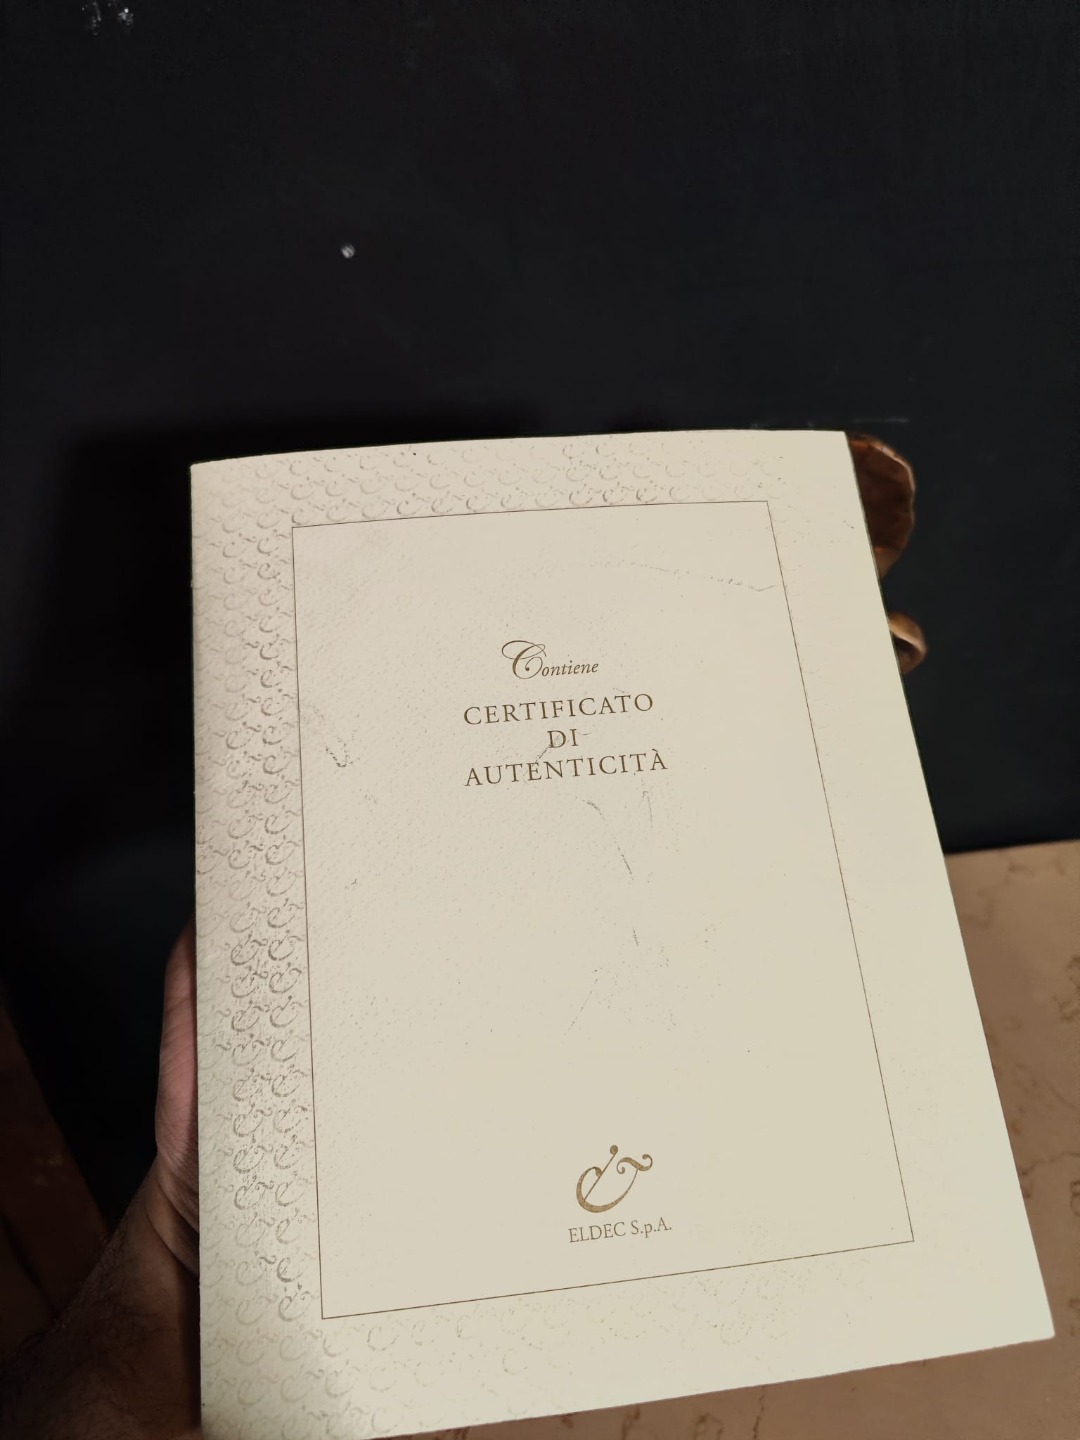 Contiene
CERTIFICATO
DI
AUTENTICITÀ
ELDEC S.p.A.